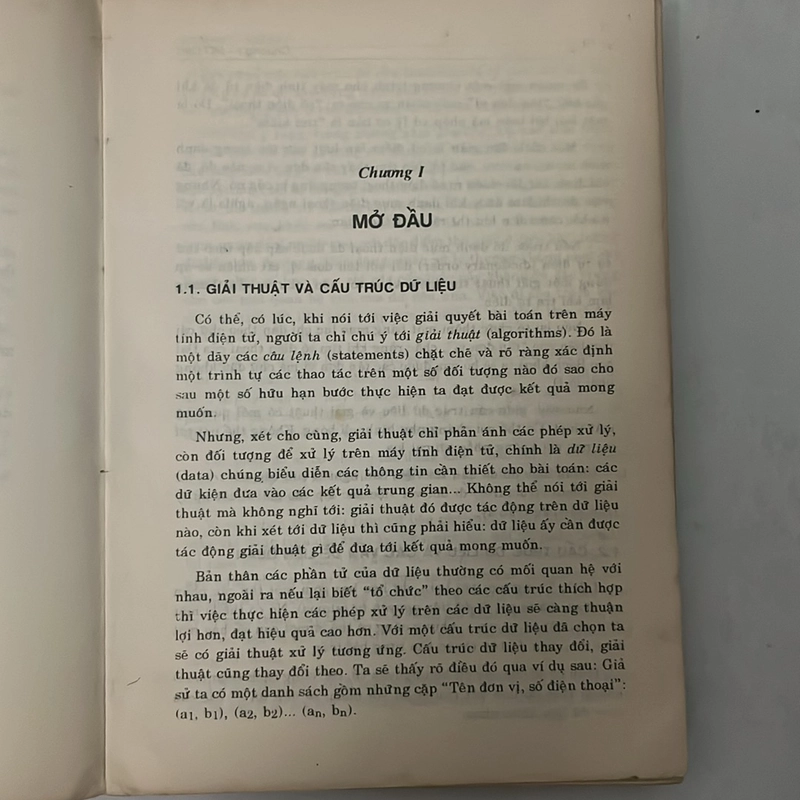 Chương I
MỞ ĐẦU
1.1. GIẢI THUẬT VÀ CẤU TRÚC DỮ LIỆU
Có thể, có lúc, khi nói tới việc giải quyết bài toán trên máy
tính điện tử, người ta chỉ chú ý tới giải thuật (algorithms). Đó là
một dãy các câu lệnh (statements) chặt chẽ và rõ ràng xác định
một trình tự các thao tác trên một số đối tượng nào đó sao cho
sau một số hữu hạn bước thực hiện ta đạt được kết quả mong
muốn.
Nhưng, xét cho cùng, giải thuật chỉ phản ánh các phép xử lý,
còn đối tượng để xử lý trên máy tính điện tử, chính là dữ liệu
(data) chúng biểu diễn các thông tin cần thiết cho bài toán: các
dữ kiện đưa vào các kết quả trung gian... Không thể nói tới giải
thuật mà không nghĩ tới: giải thuật đó được tác động trên dữ liệu
nào, còn khi xét tới dữ liệu thì cũng phải hiểu: dữ liệu ấy cần được
tác động giải thuật gì để đưa tới kết quả mong muốn.
Bản thân các phần tử của dữ liệu thường có mối quan hệ với
nhau, ngoài ra nếu lại biết "tổ chức" theo các cấu trúc thích hợp
thì việc thực hiện các phép xử lý trên các dữ liệu sẽ càng thuận
lợi hơn, đạt hiệu quả cao hơn. Với một cấu trúc dữ liệu đã chọn ta
sẽ có giải thuật xử lý tương ứng. Cấu trúc dữ liệu thay đổi, giải
thuật cũng thay đổi theo. Ta sẽ thấy rõ điều đó qua ví dụ sau: Giả
sử ta có một danh sách gồm những cặp "Tên đơn vị, số điện thoại":
(a1, b1), (a2, b2)... (an, bn).